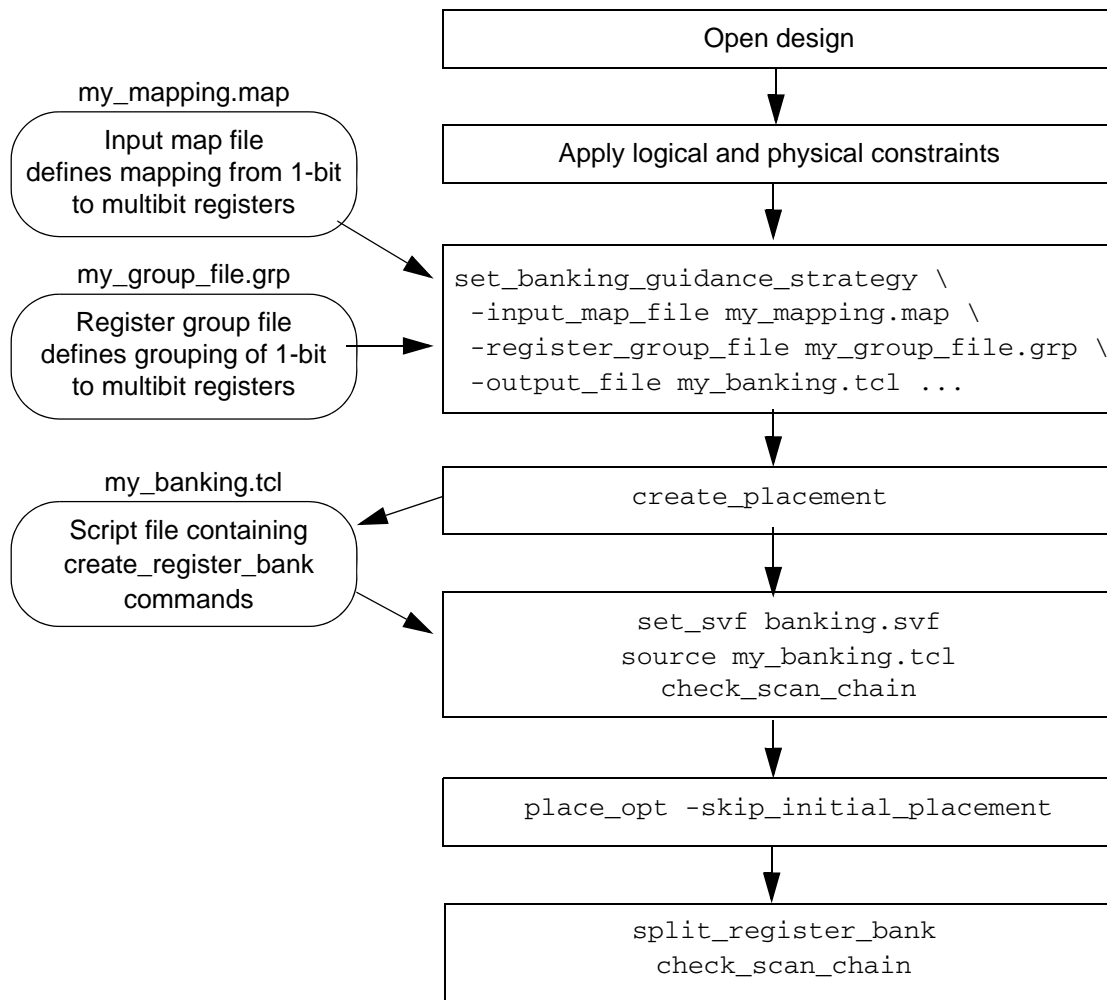 Open design
my_mapping.map
Input map file
defines mapping from 1-bit
to multibit registers
Apply logical and physical constraints
my_group_file.grp
Register group file
defines grouping of 1-bit
to multibit registers
set_banking_guidance_strategy \
-input_map_file my_mapping.map \
-register_group_file my_group_file.grp \
-output_file my_banking.tcl ...
create_placement
my_banking.tcl
Script file containing
create_register_bank
commands
set_svf banking.svf
source my_banking.tcl
check_scan_chain
place_opt -skip_initial_placement
split_register_bank
check_scan_chain